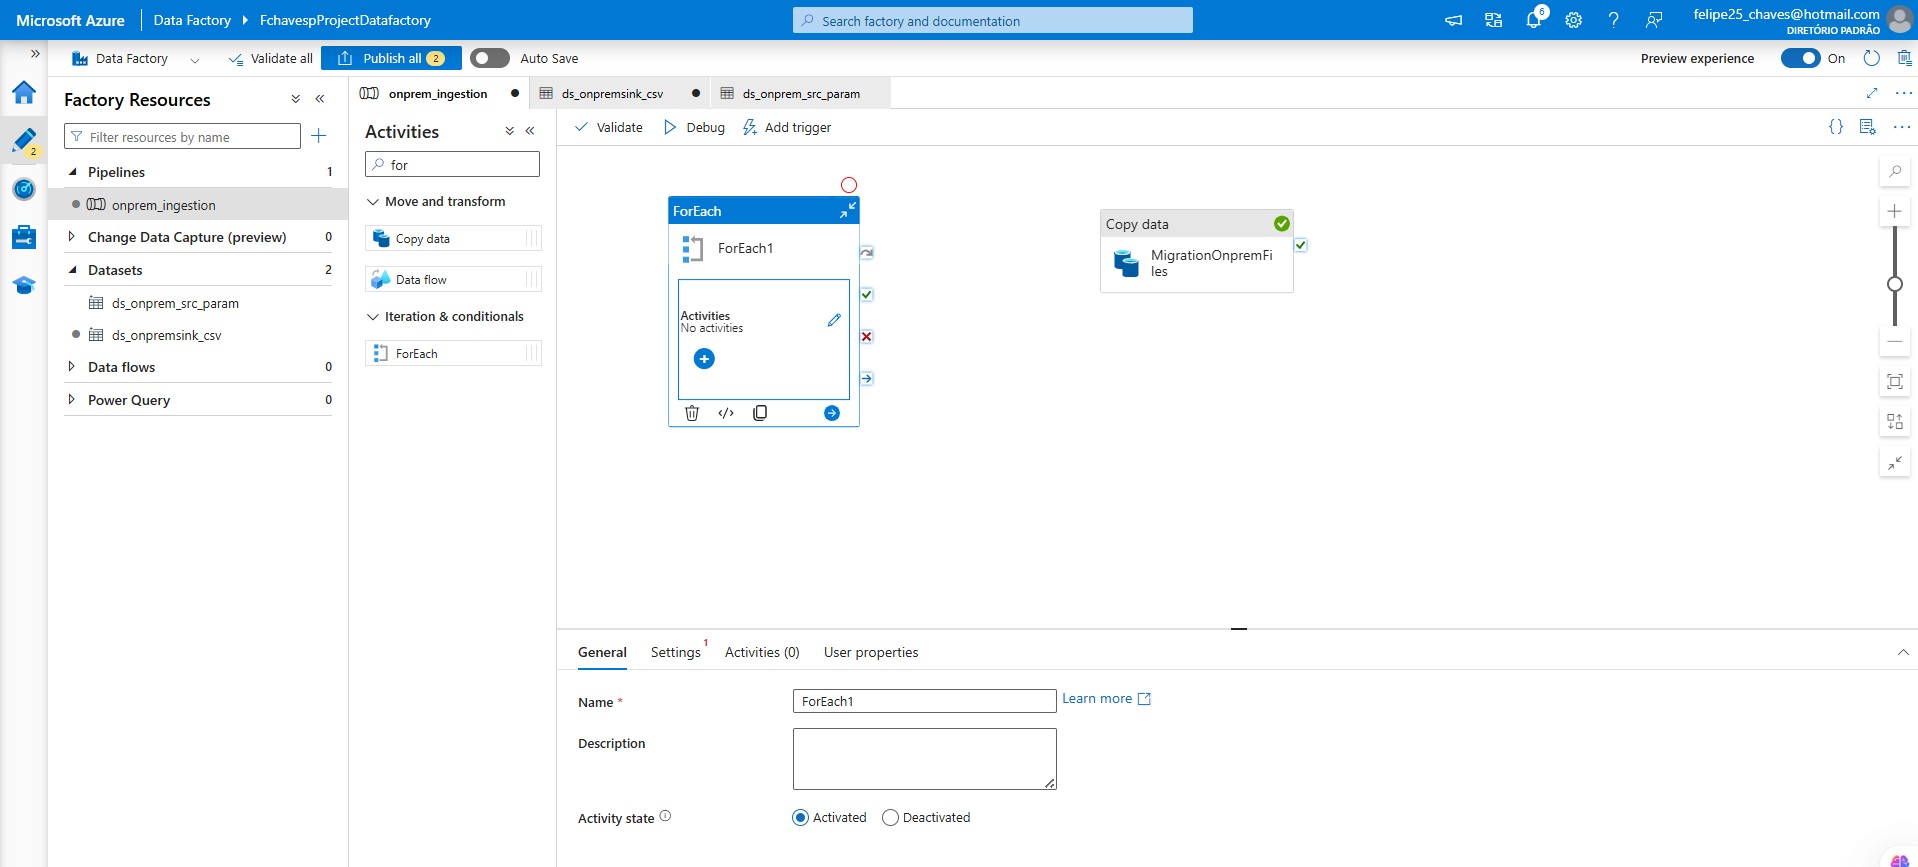 Microsoft Azure
Data Factory
FchavespProjectDatafactory
Search factory and documentation
6
felipe25_chaves@hotmail.com
DIRETÓRIO PADRÃO
Data Factory
Validate all
Publish all 2
Auto Save
Preview experience
On
2
Factory Resources
Filter resources by name
Pipelines 1
onprem_ingestion
Change Data Capture (preview) 0
Datasets 2
ds_onprem_src_param
ds_onpremsink_csv
Data flows 0
Power Query 0
onprem_ingestion
ds_onpremsink_csv
ds_onprem_src_param
Activities
for
Move and transform
Copy data
Data flow
Iteration & conditionals
ForEach
Validate
Debug
Add trigger
ForEach
ForEach1
Activities
No activities
Copy data
MigrationOnpremFi
les
General
Settings 1
Activities (0)
User properties
Name *
ForEach1
Learn more
Description
Activity state
Activated
Deactivated